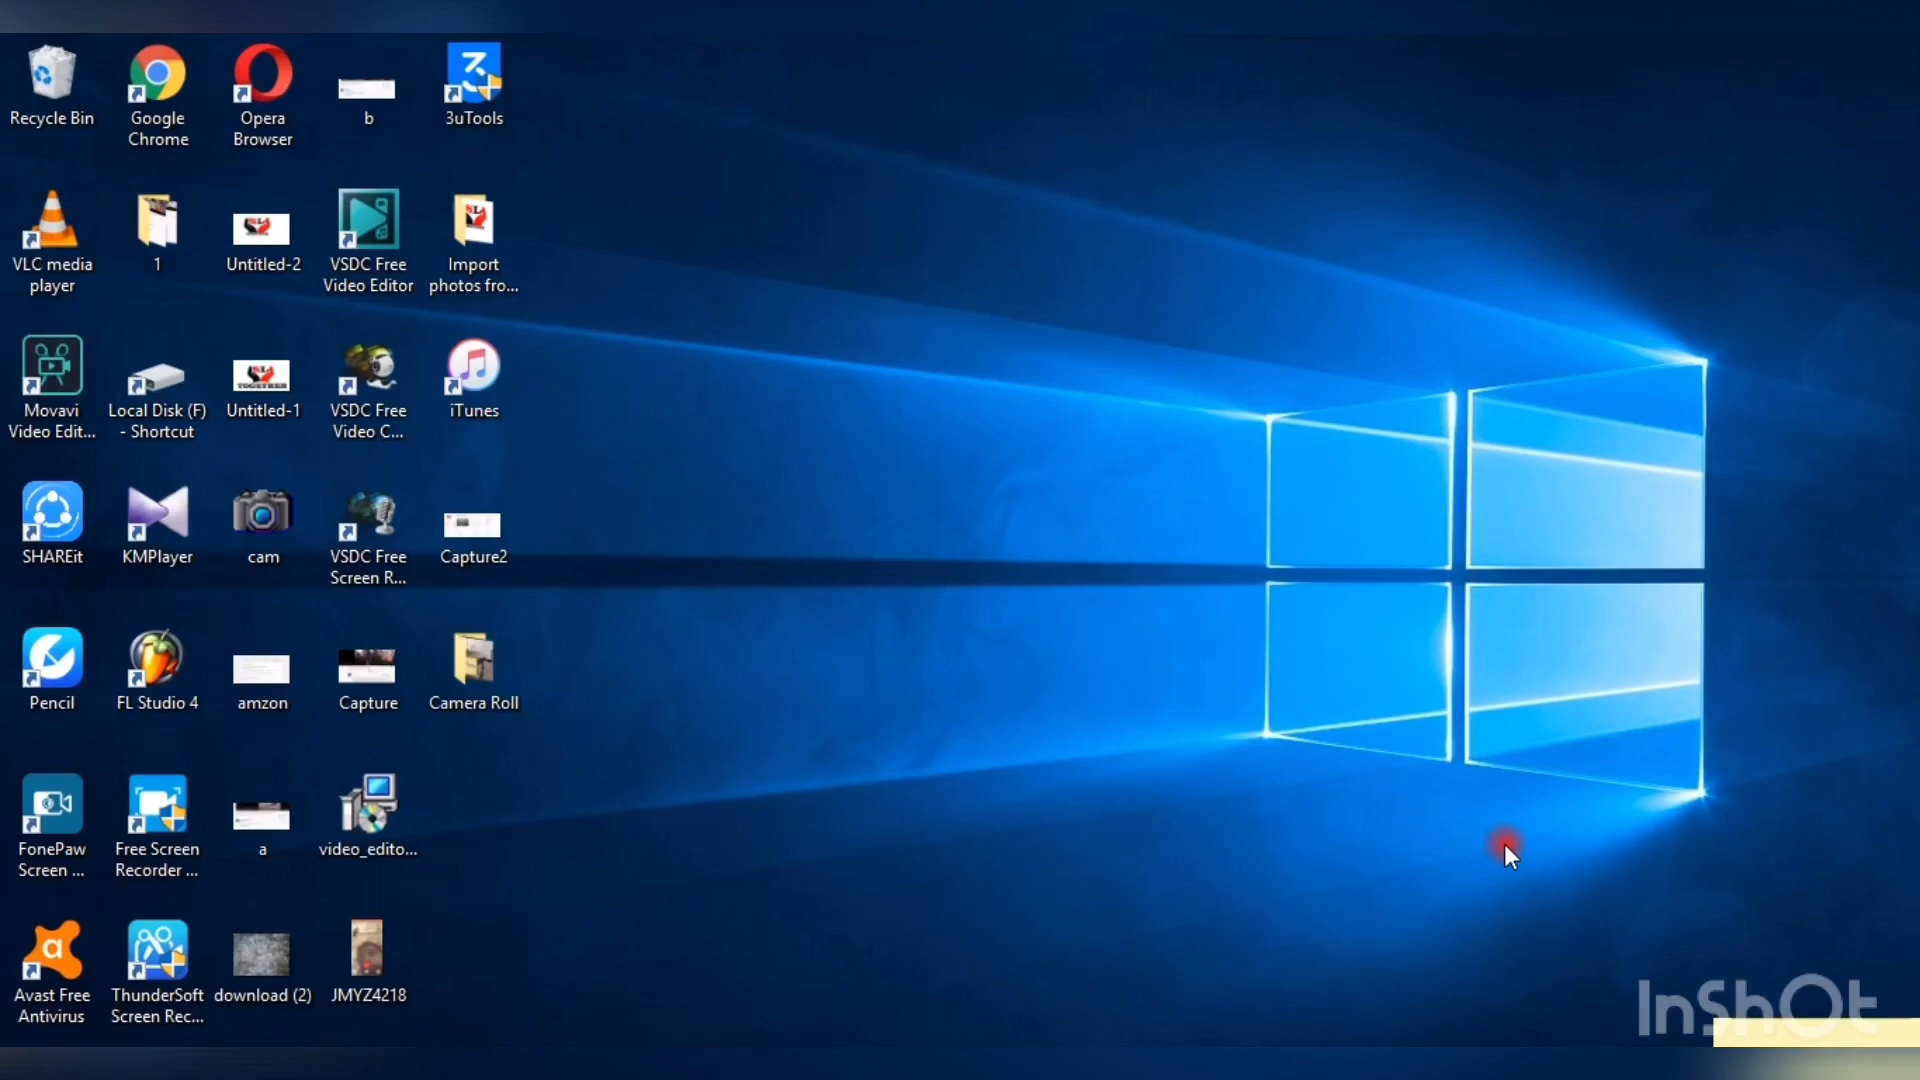 Recycle Bin
Google
Chrome
Opera
Browser
b
3uTools
VLC media
player
1
Untitled-2
VSDC Free
Video Editor
Import
photos fro...
Movavi
Video Edit...
Local Disk (F)
- Shortcut
Untitled-1
VSDC Free
Video C...
iTunes
SHAREit
KMPlayer
cam
VSDC Free
Screen R...
Capture2
Pencil
FL Studio 4
amzon
Capture
Camera Roll
FonePaw
Screen ...
Free Screen
Recorder ...
a
video_edito...
Avast Free
Antivirus
ThunderSoft
Screen Rec...
download (2)
JMYZ4218
InShOt